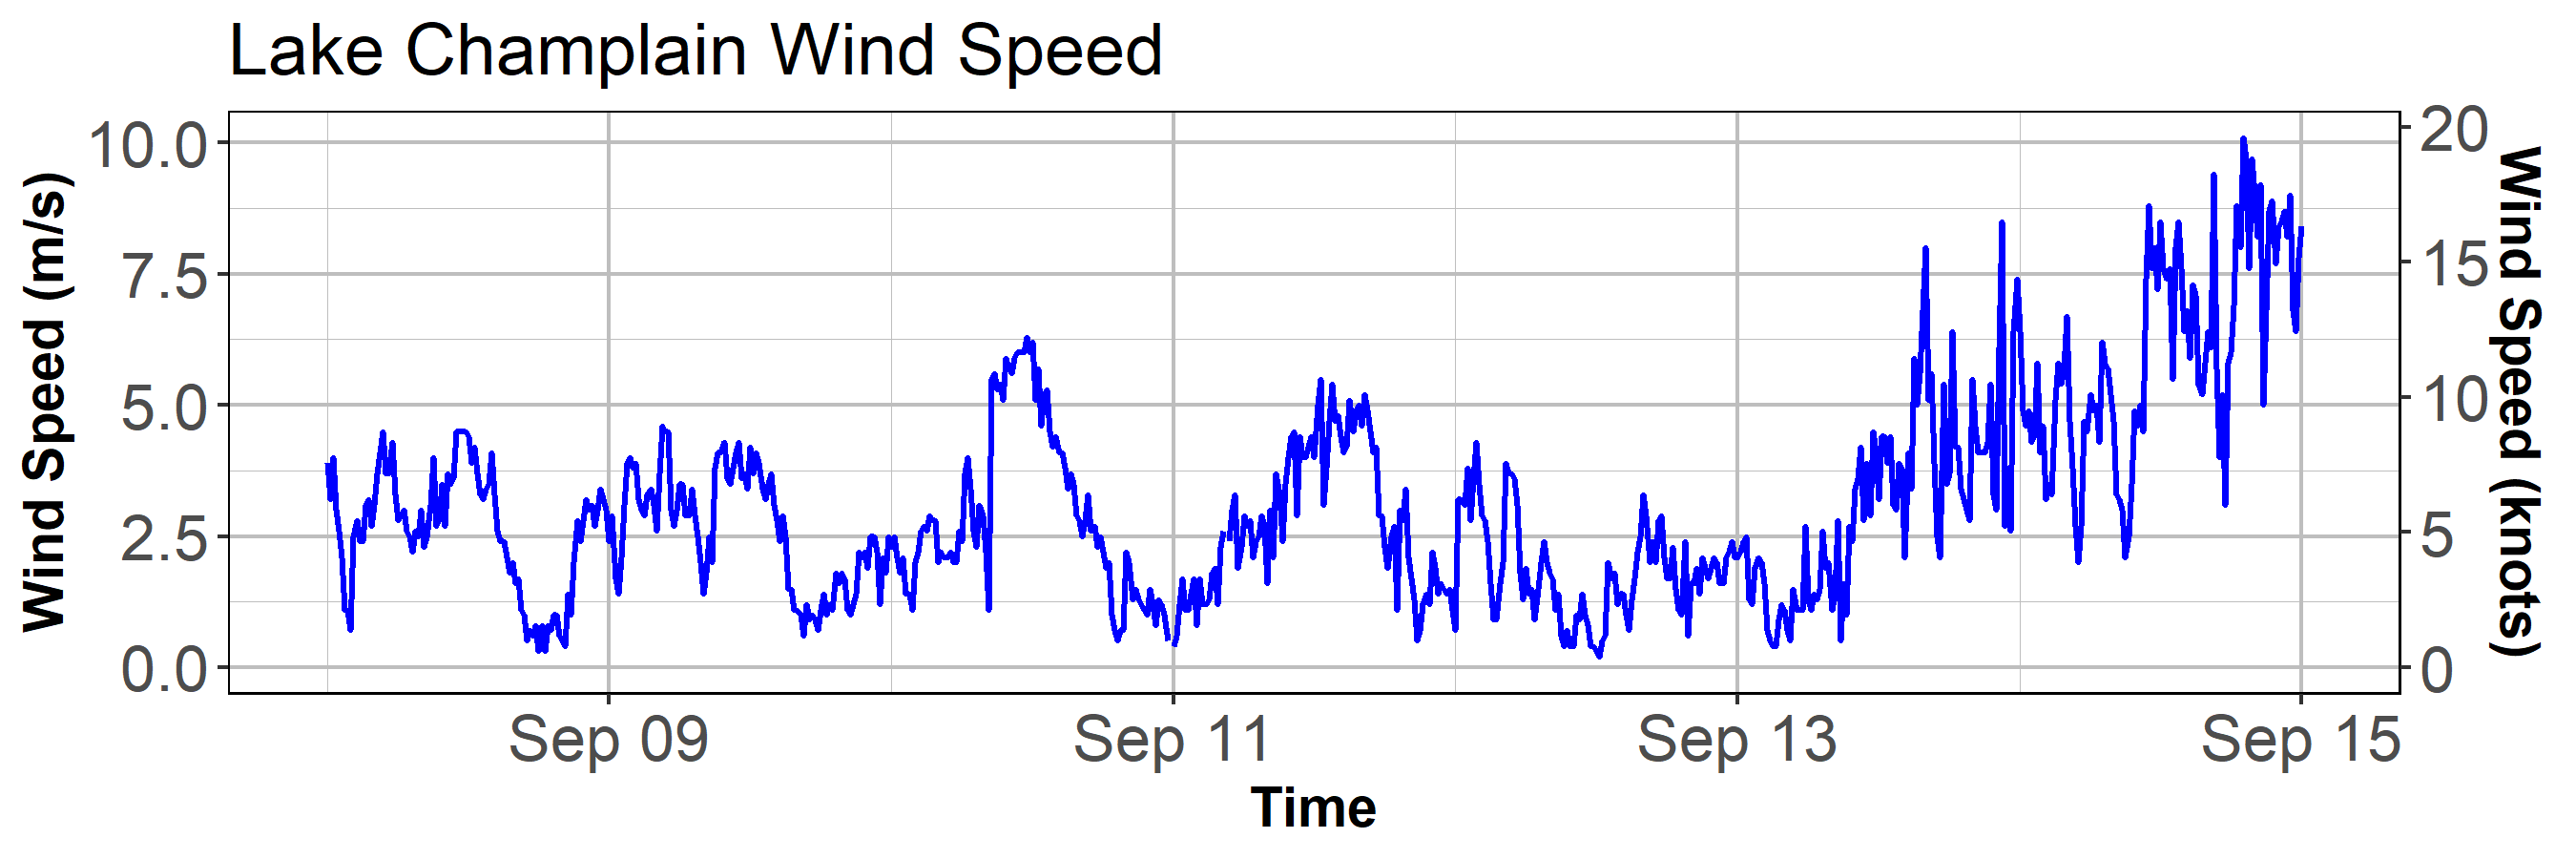 Lake Champlain Wind Speed
Wind Speed (m/s)
10.0
7.5
5.0
2.5
0.0
20
15
10
5
0
Wind Speed (knots)
Sep 09
Sep 11
Sep 13
Sep 15
Time